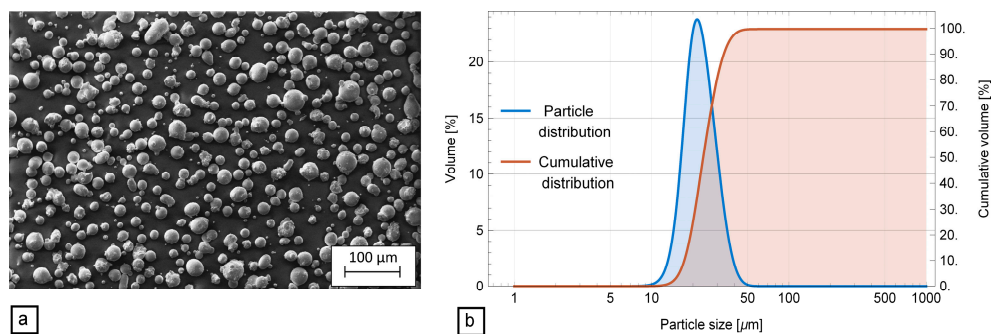 100 µm
a
Volume [%]
20
15
10
5
0
Particle
distribution
Cumulative
distribution
100.
90.
80.
70.
60.
50.
40.
30.
20.
10.
0.
Cumulative volume [%]
1
5
10
50
100
500
1000
Particle size [µm]
b